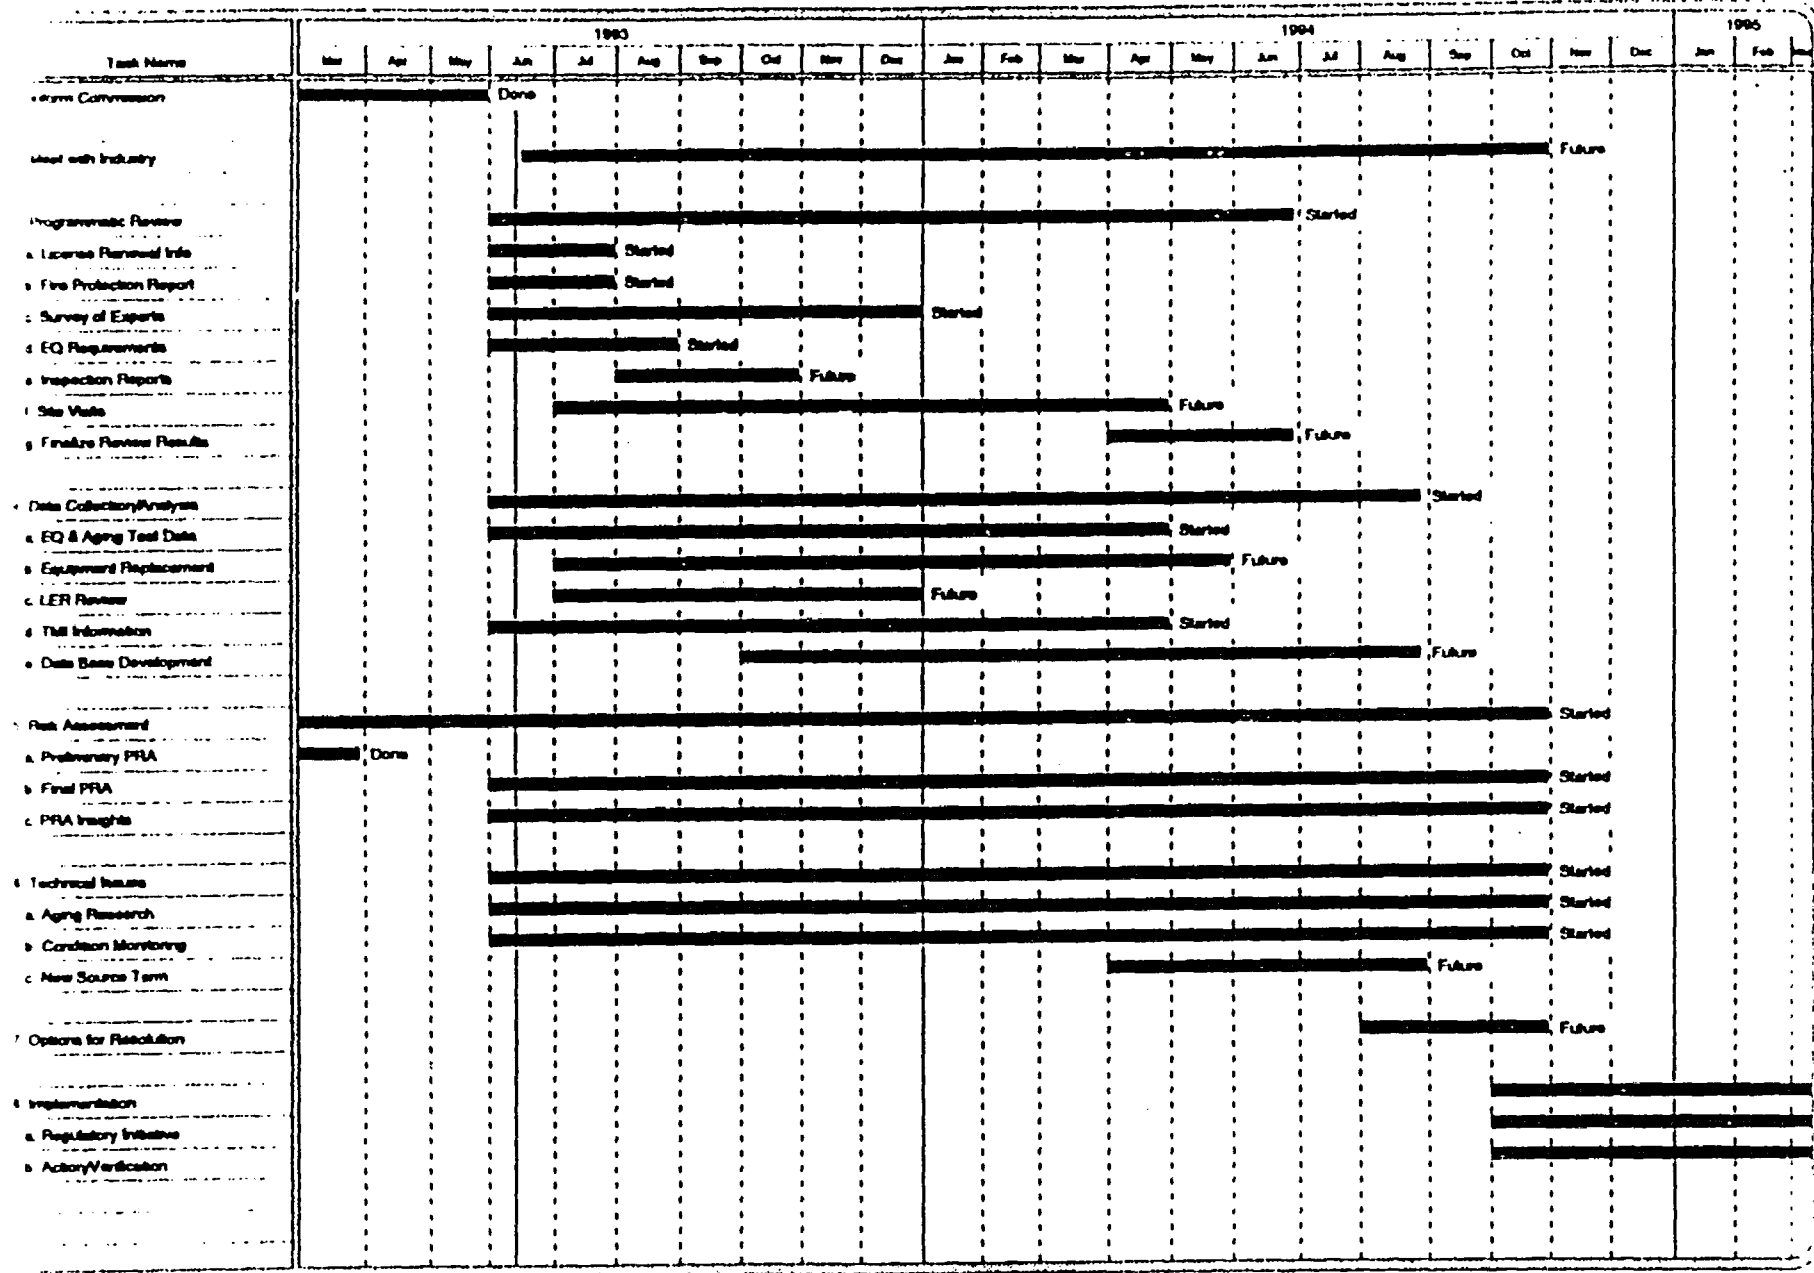 1993 1994 1995
Task Name Mar Apr May Jun Jul Aug Sep Oct Nov Dec Jan Feb Mar Apr May Jun Jul Aug Sep Oct Nov Dec Jan Feb
Commission Done
with Industry Future
Programmatic Review Started
a. License Renewal Info Started
b Fire Protection Report Started
c Survey of Experts Started
d EQ Requirements Started
e Inspection Reports Future
f Site Visits Future
g Finalize Review Results Future
Data Collection/Analysis Started
a. EQ & Aging Test Data Started
b Equipment Replacement Future
c. LER Review Future
d TMI Information Started
e Data Base Development Future
Risk Assessment Started
a. Preliminary PRA Done
b Final PRA Started
c. PRA Insights Started
Technical Issues Started
a. Aging Research Started
b Condition Monitoring Started
c New Source Term Future
7 Options for Resolution Future
Implementation
a. Regulatory Initiative
b Action/Verification